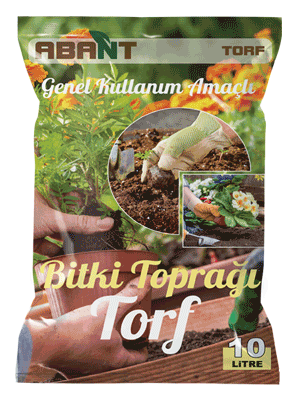 ABANT
TORF
Genel Kullanım Amaçlı
Bitki Toprağı
Torf
10
LİTRE